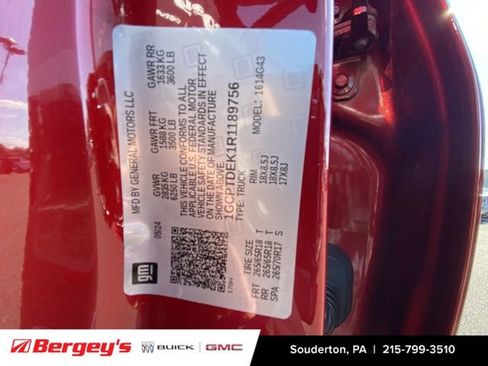 MFD BY GENERAL MOTORS LLC
05/24
GVWR
2835 KG
6250 LB
GAWR FRT
1588 KG
3500 LB
GAWR RR
1633 KG
3600 LB
THIS VEHICLE CONFORMS TO ALL
APPLICABLE U.S. FEDERAL MOTOR
VEHICLE SAFETY STANDARDS IN EFFECT
ON THE DATE OF MANUFACTURE
SHOWN ABOVE.
1GCPTDEK1R1189756
TYPE: TRUCK
MODEL: 1614G43
gm
TIRE SIZE
RIM
FRT 265/65R18 T 18X8.5J
RR 265/65R18 T 18X8.5J
SPA 265/70R17 S 17X8J
Bergey's
BUICK
GMC
Souderton, PA | 215-799-3510